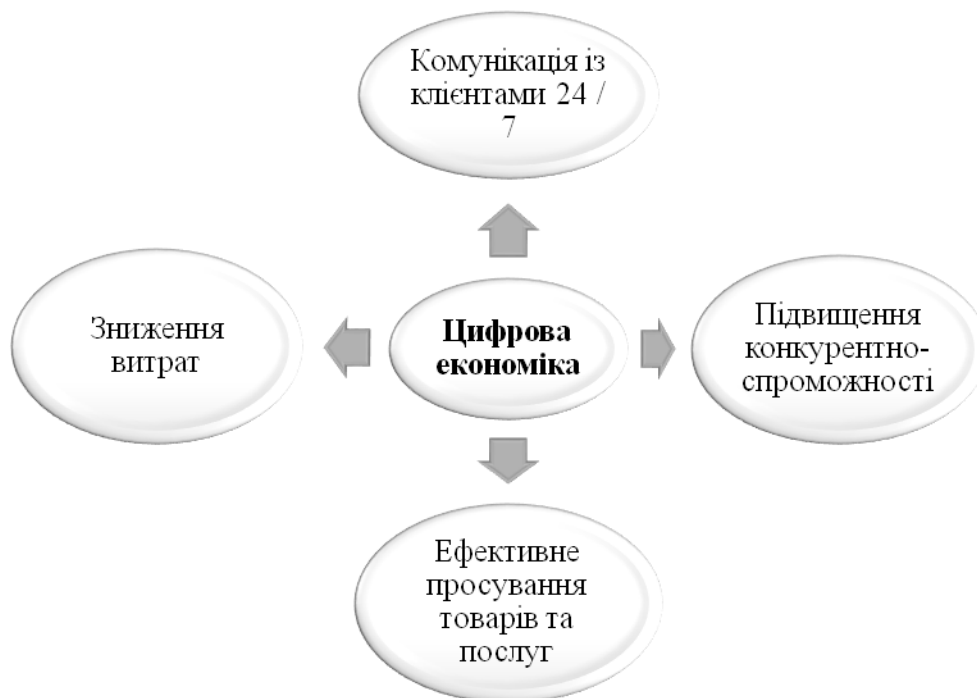 Комунікація із
клієнтами 24 /
7
Зниження
витрат
Цифрова
економіка
Підвищення
конкурентно-
спроможності
Ефективне
просування
товарів та
послуг